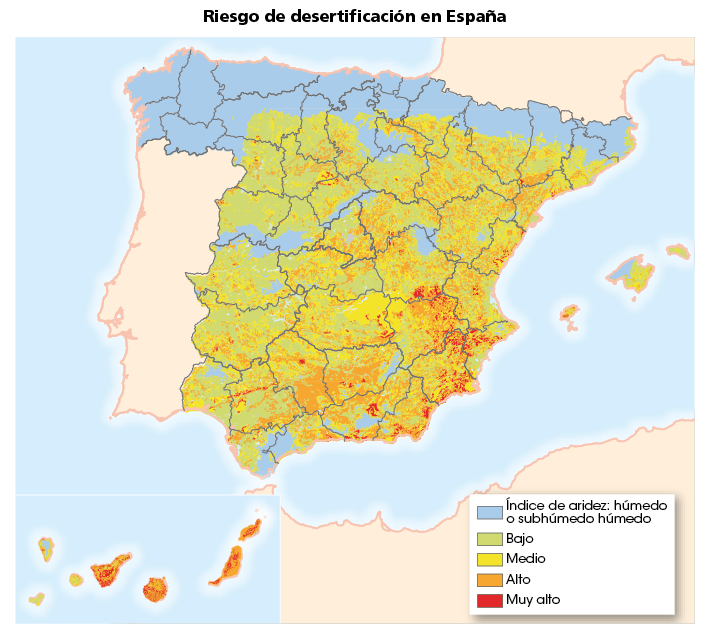 Riesgo de desertificación en España
Índice de aridez: húmedo
o subhúmedo húmedo
Bajo
Medio
Alto
Muy alto